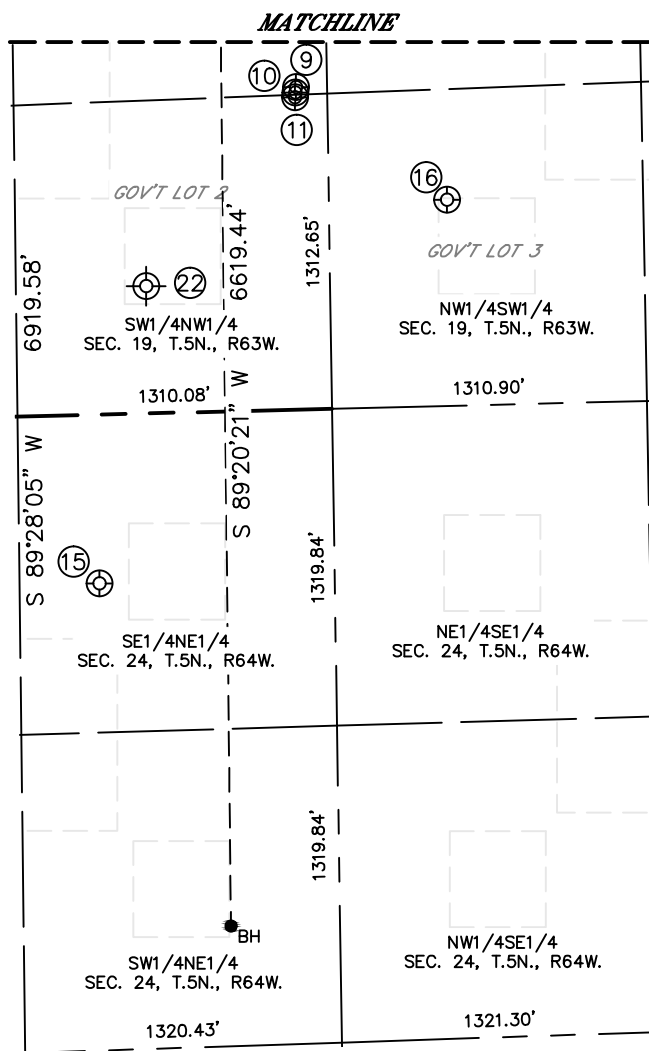 MATCHLINE
9
10
11
16
GOV'T LOT 2
6919.58'
6619.44'
1312.65'
GOV'T LOT 3
22
SW1/4NW1/4
SEC. 19, T.5N., R63W.
NW1/4SW1/4
SEC. 19, T.5N., R63W.
1310.08'
1310.90'
S 89°28'05" W
S 89°20'21" W
15
1319.84'
SE1/4NE1/4
SEC. 24, T.5N., R64W.
NE1/4SE1/4
SEC. 24, T.5N., R64W.
1319.84'
BH
SW1/4NE1/4
SEC. 24, T.5N., R64W.
NW1/4SE1/4
SEC. 24, T.5N., R64W.
1320.43'
1321.30'